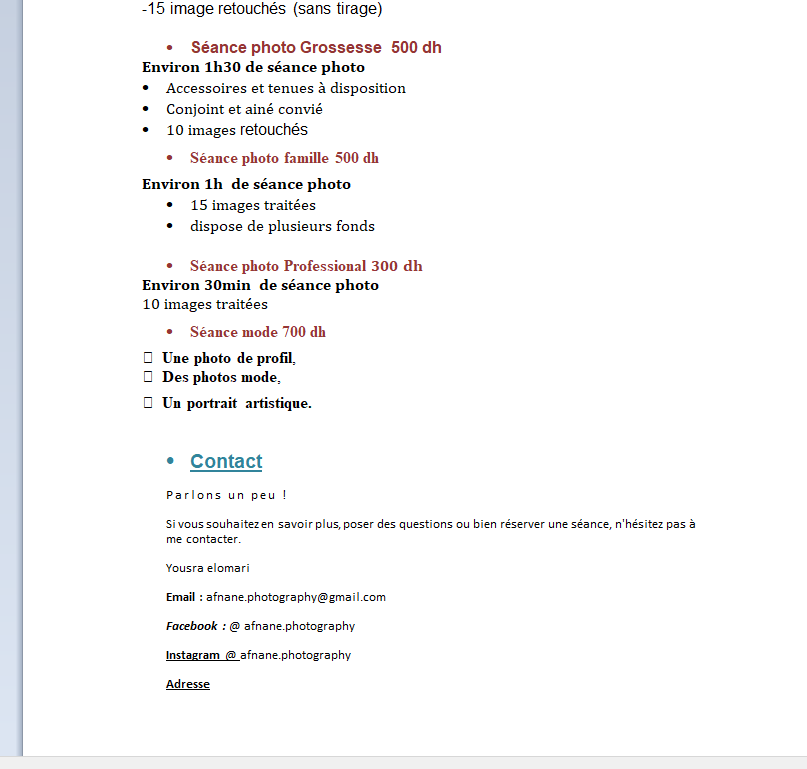 -15 image retouchés (sans tirage)
• Séance photo Grossesse 500 dh
Environ 1h30 de séance photo
• Accessoires et tenues à disposition
• Conjoint et ainé convié
• 10 images retouchés
• Séance photo famille 500 dh
Environ 1h de séance photo
• 15 images traitées
• dispose de plusieurs fonds
• Séance photo Professional 300 dh
Environ 30min de séance photo
10 images traitées
• Séance mode 700 dh
Une photo de profil,
Des photos mode,
Un portrait artistique.
• Contact
Parlons un peu !
Si vous souhaitez en savoir plus, poser des questions ou bien réserver une séance, n'hésitez pas à
me contacter.
Yousra elomari
Email : afnane.photography@gmail.com
Facebook : @ afnane.photography
Instagram @ afnane.photography
Adresse